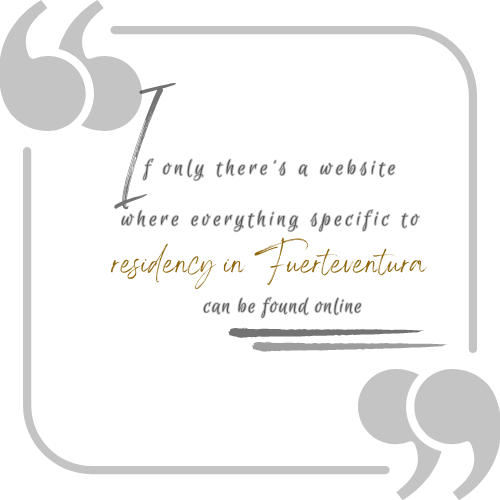 If only there's a website
where everything specific to
residency in Fuerteventura
can be found online